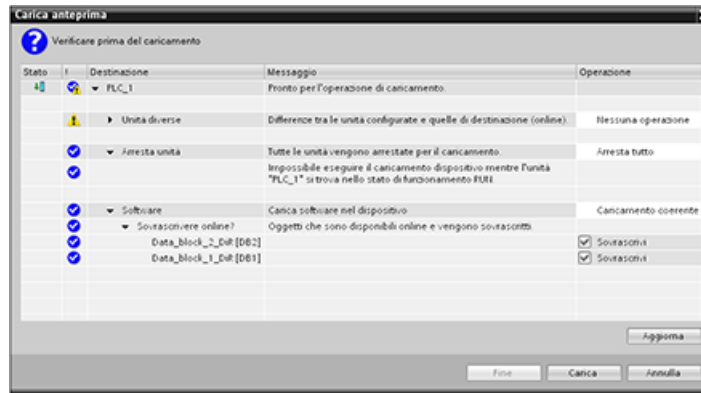 Carica anteprima
Verificare prima del caricamento
Stato ! Destinazione Messaggio Operazione
PLC_1 Pronto per l'operazione di caricamento.
Unità diverse Differenze tra le unità configurate e quelle di destinazione (online). Nessuna operazione
Arresta unità Tutte le unità vengono arrestate per il caricamento. Arresta tutto
Impossibile eseguire il caricamento dispositivo mentre l'unità
"PLC_1" si trova nello stato di funzionamento RUN.
Software Carica software nel dispositivo Caricamento coerente
Sovrascrivere online? Oggetti che sono disponibili online e vengono sovrascritti.
Data_block_2_DxR [DB2] Sovrascrivi
Data_block_1_DxR [DB1] Sovrascrivi
Aggiorna
Fine Carica Annulla